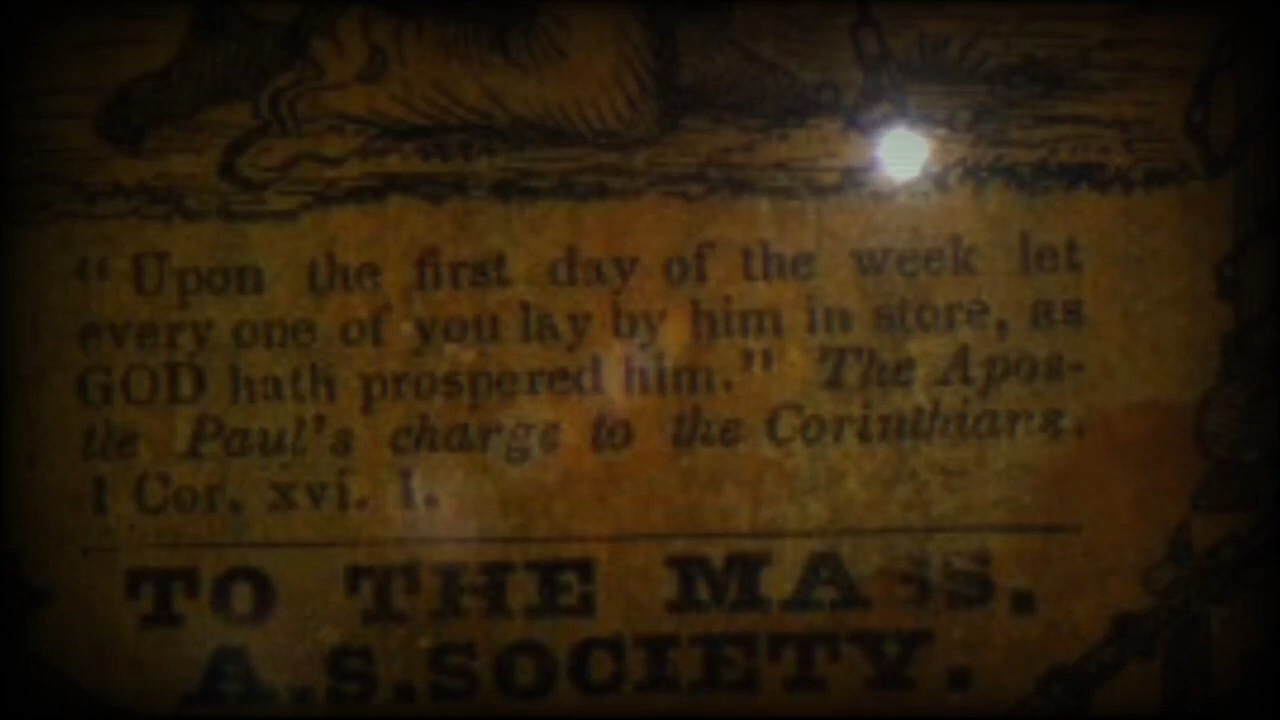 “ Upon the first day of the week let
every one of you lay by him in store, as
GOD hath prospered him.” The Apos-
tle Paul's charge to the Corinthians.
1 Cor. xvi. 1.
TO THE MASS.
A.S.SOCIETY.